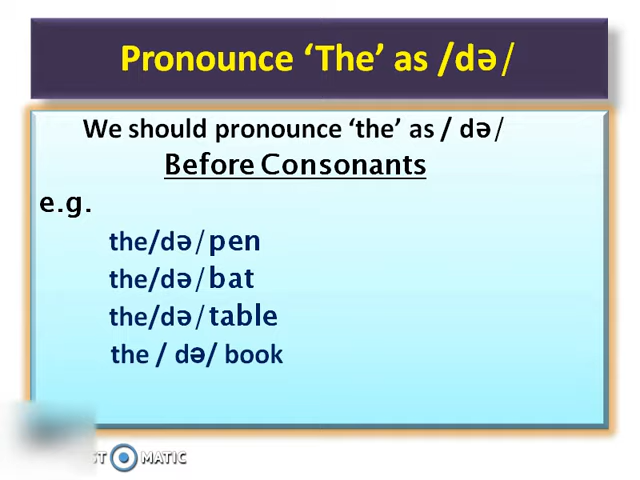 Pronounce ‘The’ as /də/
We should pronounce ‘the’ as / də/
Before Consonants
e.g.
the/də/pen
the/də/bat
the/də/table
the / də/ book
MATIC